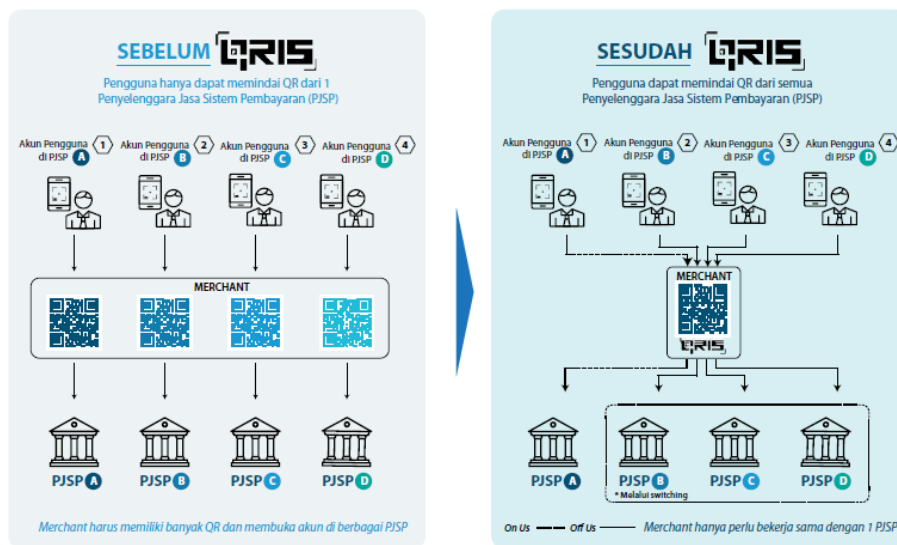 SEBELUM QRIS
Pengguna hanya dapat memindai QR dari 1
Penyelenggara Jasa Sistem Pembayaran (PJSP)
Akun Pengguna 1
di PJSP A
Akun Pengguna 2
di PJSP B
Akun Pengguna 3
di PJSP C
Akun Pengguna 4
di PJSP D
MERCHANT
PJSP A
PJSP B
PJSP C
PJSP D
Merchant harus memiliki banyak QR dan membuka akun di berbagai PJSP
SESUDAH QRIS
Pengguna dapat memindai QR dari semua
Penyelenggara Jasa Sistem Pembayaran (PJSP)
Akun Pengguna 1
di PJSP A
Akun Pengguna 2
di PJSP B
Akun Pengguna 3
di PJSP C
Akun Pengguna 4
di PJSP D
MERCHANT
QRIS
PJSP A
PJSP B
PJSP C
PJSP D
* Melalui switching
On Us Off Us
Merchant hanya perlu bekerja sama dengan 1 PJSP